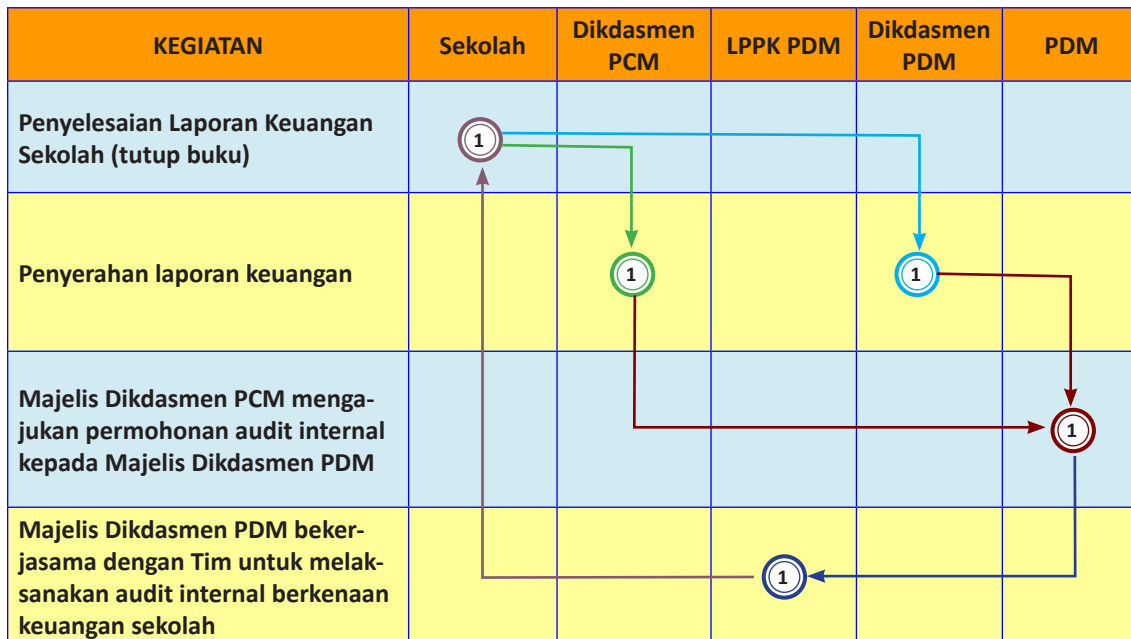 KEGIATAN
Sekolah
Dikdasmen
PCM
LPPK PDM
Dikdasmen
PDM
PDM
Penyelesaian Laporan Keuangan
Sekolah (tutup buku)
1
Penyerahan laporan keuangan
1
1
Majelis Dikdasmen PCM menga-
jukan permohonan audit internal
kepada Majelis Dikdasmen PDM
1
Majelis Dikdasmen PDM beker-
jasama dengan Tim untuk melak-
sanakan audit internal berkenaan
keuangan sekolah
1